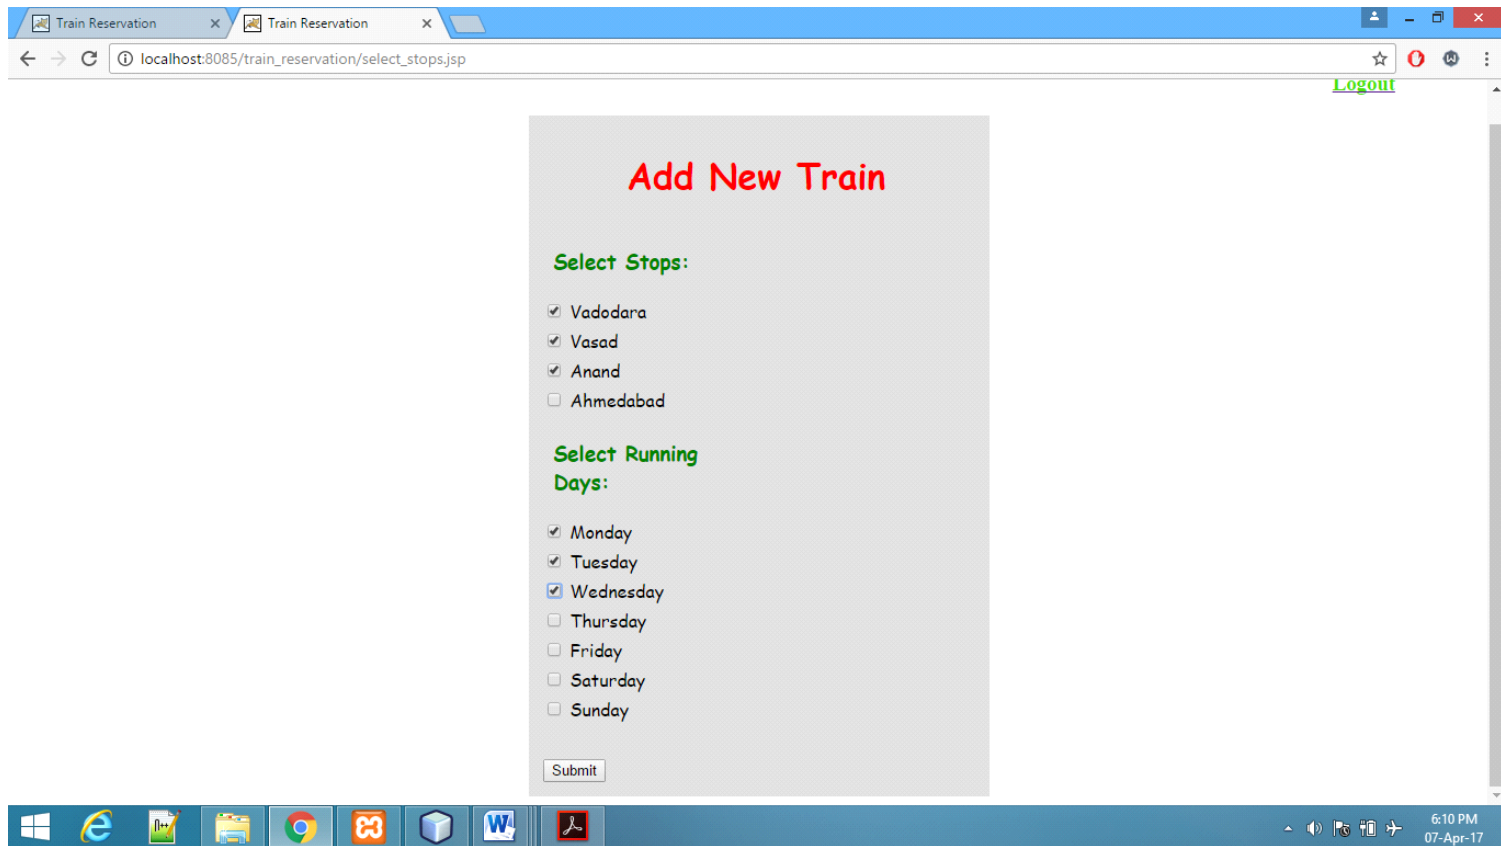 Train Reservation
Train Reservation
localhost:8085/train_reservation/select_stops.jsp
Logout
Add New Train
Select Stops:
Vadodara
Vasad
Anand
Ahmedabad
Select Running
Days:
Monday
Tuesday
Wednesday
Thursday
Friday
Saturday
Sunday
Submit
6:10 PM
07-Apr-17